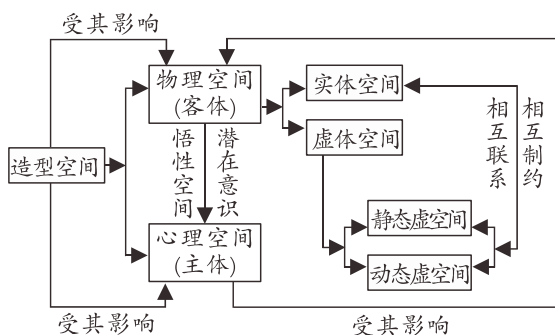 受其影响
物理空间
(客体)
实体空间
虚体空间
悟性空间
潜在意识
相互联系
相互制约
造型空间
静态虚空间
动态虚空间
心理空间
(主体)
受其影响
受其影响